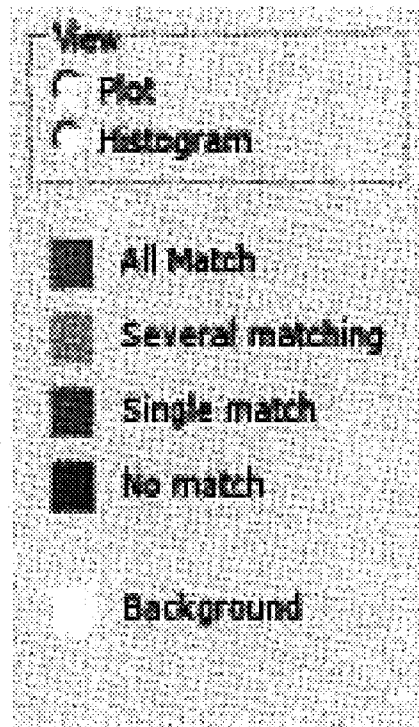 View
Plot
Histogram
All Match
Several matching
Single match
No match
Background